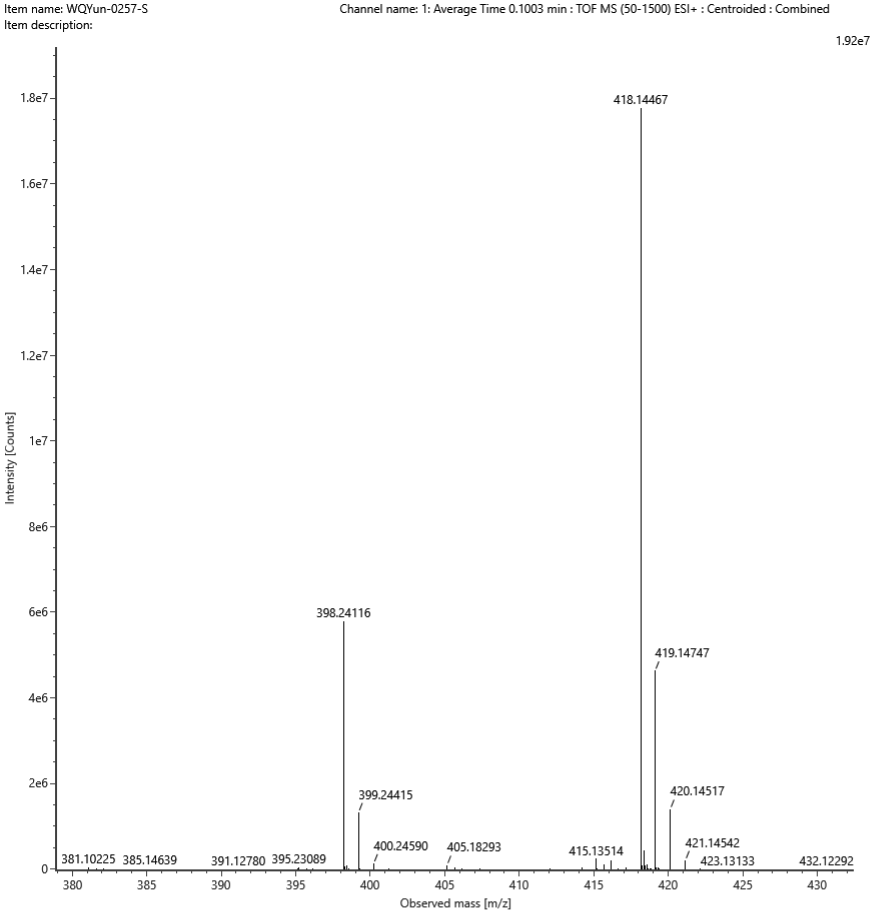 Item name: WQYun-0257-S
Channel name: 1: Average Time 0.1003 min : TOF MS (50-1500) ESI+ : Centroided : Combined
Item description:
1.92e7
1.8e7
418.14467
1.6e7
1.4e7
1.2e7
1e7
Intensity [Counts]
8e6
6e6
398.24116
419.14747
4e6
2e6
399.24415
420.14517
400.24590
405.18293
415.13514
421.14542
381.10225
385.14639
391.12780
395.23089
423.13133
432.12292
0
380
385
390
395
400
405
410
415
420
425
430
Observed mass [m/z]